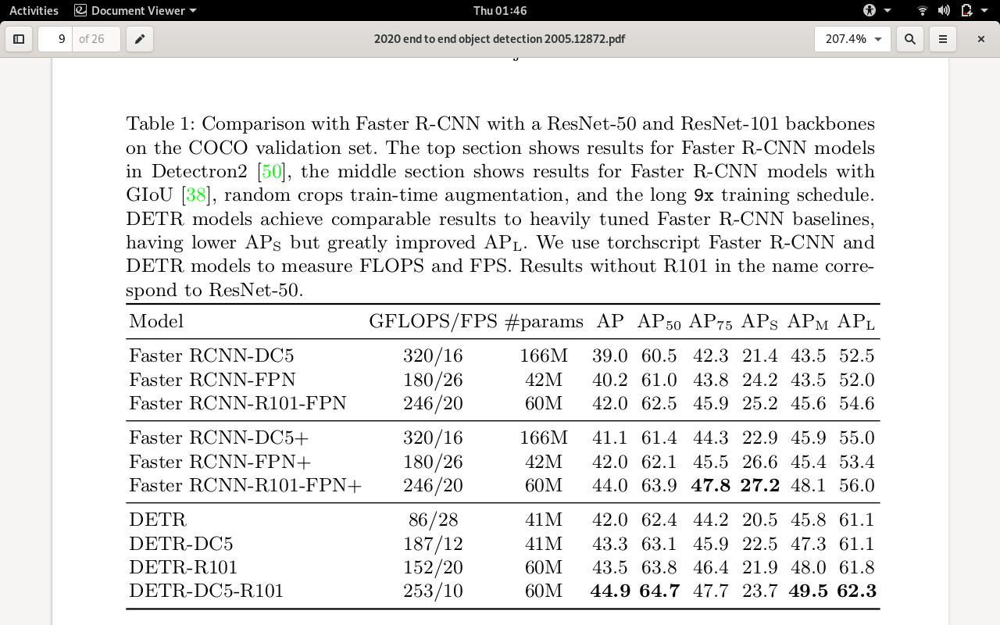 Activities Document Viewer Thu 01:46
9 of 26 2020 end to end object detection 2005.12872.pdf 207.4%
Table 1: Comparison with Faster R-CNN with a ResNet-50 and ResNet-101 backbones
on the COCO validation set. The top section shows results for Faster R-CNN models
in Detectron2 [50], the middle section shows results for Faster R-CNN models with
GIoU [38], random crops train-time augmentation, and the long 9x training schedule.
DETR models achieve comparable results to heavily tuned Faster R-CNN baselines,
having lower APS but greatly improved APL. We use torchscript Faster R-CNN and
DETR models to measure FLOPS and FPS. Results without R101 in the name corre-
spond to ResNet-50.
Model GFLOPS/FPS #params AP AP50 AP75 APS APM APL
Faster RCNN-DC5 320/16 166M 39.0 60.5 42.3 21.4 43.5 52.5
Faster RCNN-FPN 180/26 42M 40.2 61.0 43.8 24.2 43.5 52.0
Faster RCNN-R101-FPN 246/20 60M 42.0 62.5 45.9 25.2 45.6 54.6
Faster RCNN-DC5+ 320/16 166M 41.1 61.4 44.3 22.9 45.9 55.0
Faster RCNN-FPN+ 180/26 42M 42.0 62.1 45.5 26.6 45.4 53.4
Faster RCNN-R101-FPN+ 246/20 60M 44.0 63.9 47.8 27.2 48.1 56.0
DETR 86/28 41M 42.0 62.4 44.2 20.5 45.8 61.1
DETR-DC5 187/12 41M 43.3 63.1 45.9 22.5 47.3 61.1
DETR-R101 152/20 60M 43.5 63.8 46.4 21.9 48.0 61.8
DETR-DC5-R101 253/10 60M 44.9 64.7 47.7 23.7 49.5 62.3